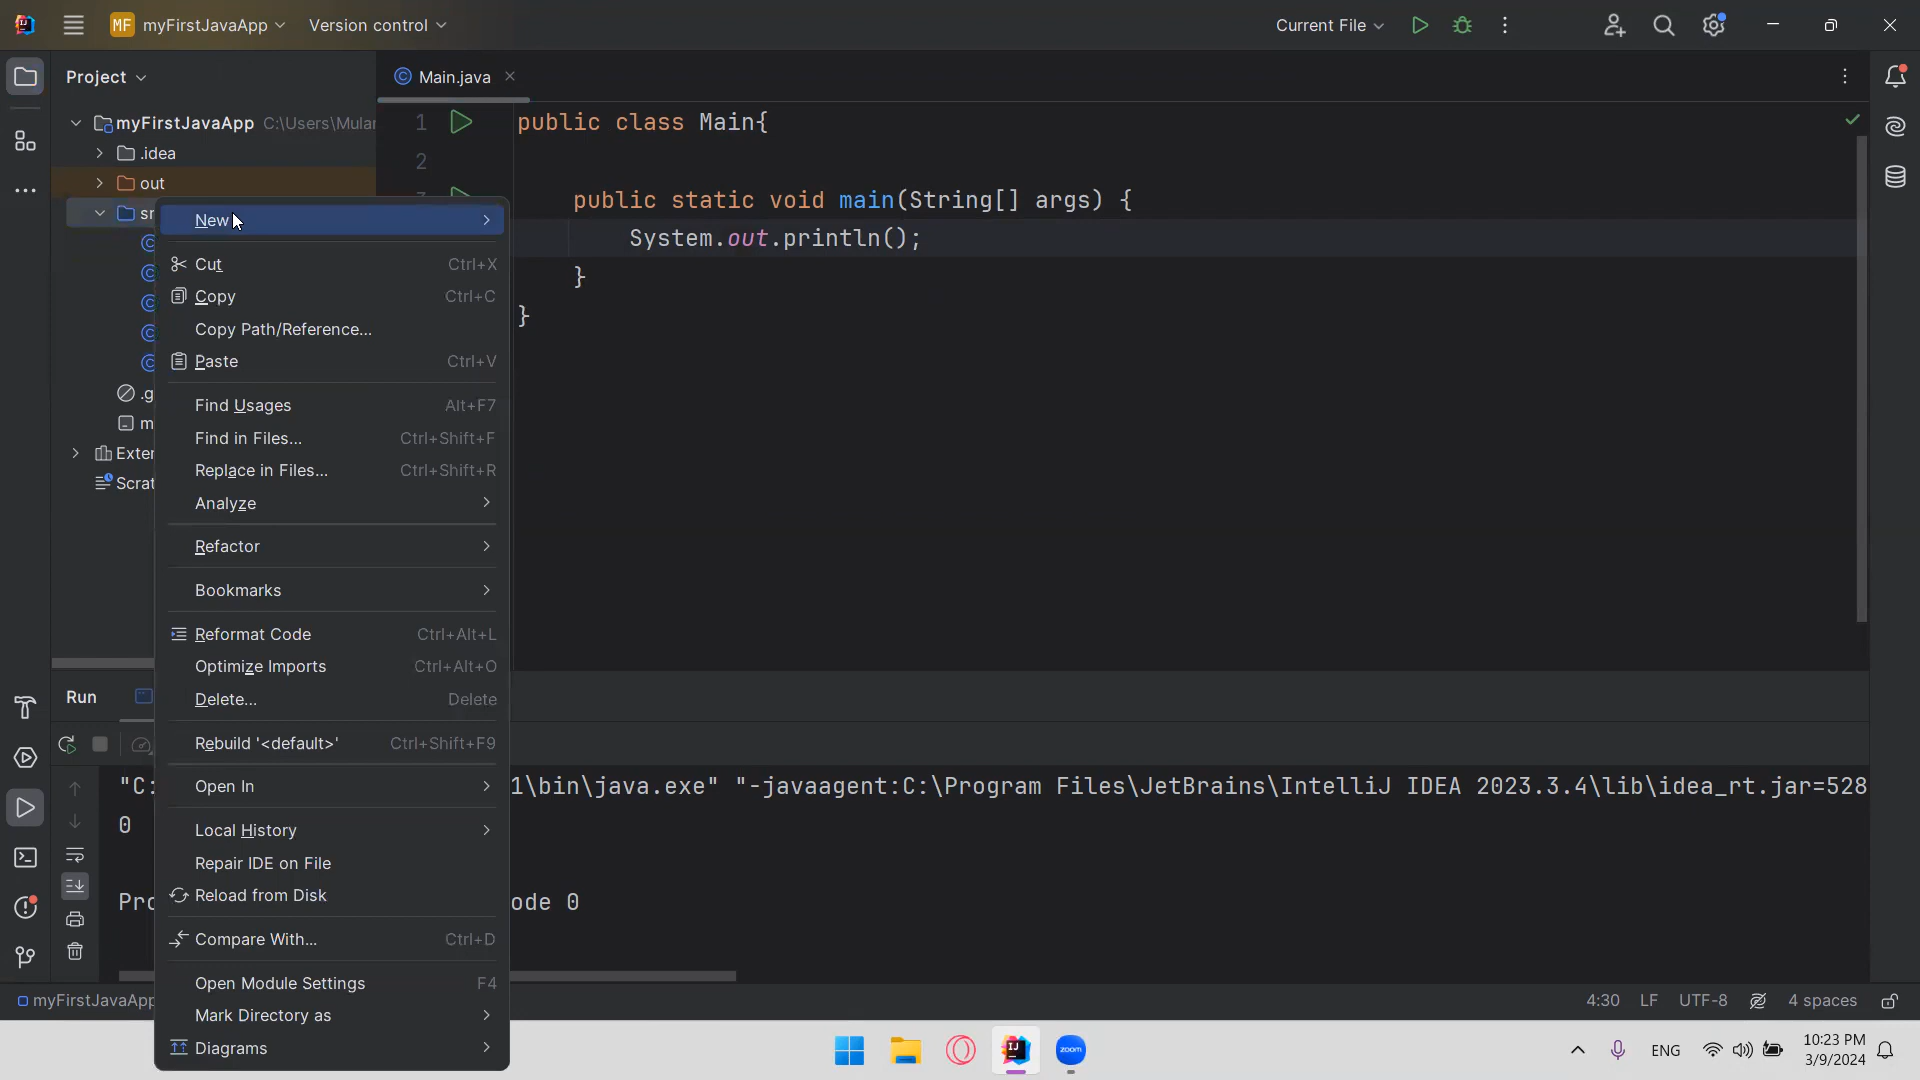 MF myFirstJavaApp Version control Current File
Project
Main.java
myFirstJavaApp C:\Users\Mular
.idea
out
1 public class Main{
2
public static void main(String[] args) {
System.out.println();
}
}
New
Cut Ctrl+X
Copy Ctrl+C
Copy Path/Reference...
Paste Ctrl+V
Find Usages Alt+F7
Find in Files... Ctrl+Shift+F
Replace in Files... Ctrl+Shift+R
Analyze
Refactor
Bookmarks
Reformat Code Ctrl+Alt+L
Optimize Imports Ctrl+Alt+O
Delete... Delete
Rebuild '<default>' Ctrl+Shift+F9
Open In
Local History
Repair IDE on File
Reload from Disk
Compare With... Ctrl+D
Open Module Settings F4
Mark Directory as
Diagrams
.g
m
Exter
Scrat
Run
"C: 1\bin\java.exe" "-javaagent:C:\Program Files\JetBrains\IntelliJ IDEA 2023.3.4\lib\idea_rt.jar=528
0
Pro ode 0
myFirstJavaApp 4:30 LF UTF-8 4 spaces
IJ zoom ENG 10:23 PM
3/9/2024